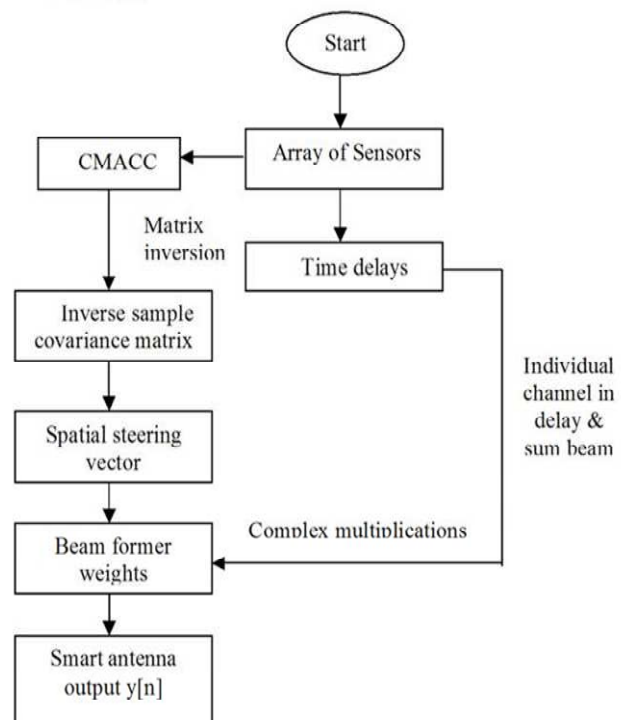 Start
Array of Sensors
CMACC
Matrix
inversion
Time delays
Inverse sample
covariance matrix
Individual
channel in
delay &
sum beam
Spatial steering
vector
Complex multiplications
Beam former
weights
Smart antenna
output y[n]